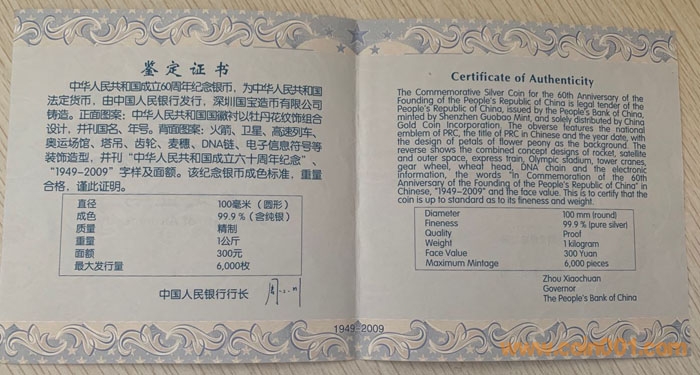 鉴定证书
中华人民共和国成立60周年纪念银币，为中华人民共和国
法定货币，由中国人民银行发行，深圳国宝造币有限公司
铸造。正面图案：中华人民共和国国徽衬以牡丹花纹饰组合
设计，并刊国名、年号。背面图案：火箭、卫星、高速列车、
奥运场馆、塔吊、齿轮、麦穗、DNA链、电子信息符号等
装饰造型，并刊“中华人民共和国成立六十周年纪念”、
“1949-2009”字样及面额。该纪念银币成色标准，重量
合格，谨此证明。
直径 100毫米（圆形）
成色 99.9%（含纯银）
质量 精制
重量 1公斤
面额 300元
最大发行量 6,000枚
中国人民银行行长
Certificate of Authenticity
The Commemorative Silver Coin for the 60th Anniversary of the
Founding of the People's Republic of China is legal tender of the
People's Republic of China, issued by the People's Bank of China,
minted by Shenzhen Guobao Mint, and solely distributed by China
Gold Coin Incorporation. The obverse features the national
emblem of PRC, the title of PRC in Chinese and the year date, with
the design of petals of flower peony as the background. The
reverse shows the combined concept designs of rocket, satellite
and outer space, express train, Olympic stadium, tower cranes,
gear wheel, wheat head, DNA chain and the electronic
information, the words "In Commemoration of the 60th
Anniversary of the Founding of the People's Republic of China" in
Chinese, "1949-2009" and the face value. This is to certify that the
coin is up to standard as to its fineness and weight.
Diameter 100 mm (round)
Fineness 99.9 % (pure silver)
Quality Proof
Weight 1 kilogram
Face Value 300 Yuan
Maximum Mintage 6,000 pieces
Zhou Xiaochuan
Governor
The People's Bank of China
1949-2009
www.coin001.com